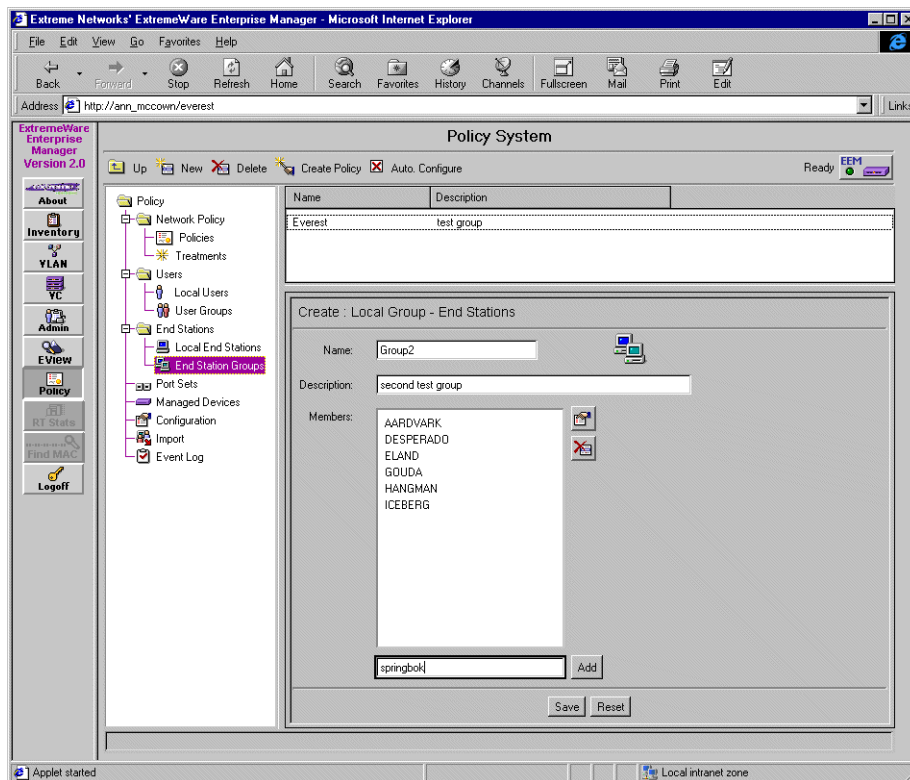 Extreme Networks' ExtremeWare Enterprise Manager - Microsoft Internet Explorer
File Edit View Go Favorites Help
Back Forward Stop Refresh Home Search Favorites History Channels Fullscreen Mail Print Edit
Address http://ann_mccown/everest Links
ExtremeWare
Enterprise
Manager
Version 2.0
About
Inventory
VLAN
VC
Admin
EView
Policy
RT Stats
Find MAC
Logoff
Policy System
Up New Delete Create Policy Auto. Configure Ready EEM
Policy
Network Policy
Policies
Treatments
Users
Local Users
User Groups
End Stations
Local End Stations
End Station Groups
Port Sets
Managed Devices
Configuration
Import
Event Log
Name Description
Everest test group
Create : Local Group - End Stations
Name: Group2
Description: second test group
Members:
AARDVARK
DESPERADO
ELAND
GOUDA
HANGMAN
ICEBERG
springbok Add
Save Reset
Applet started Local intranet zone